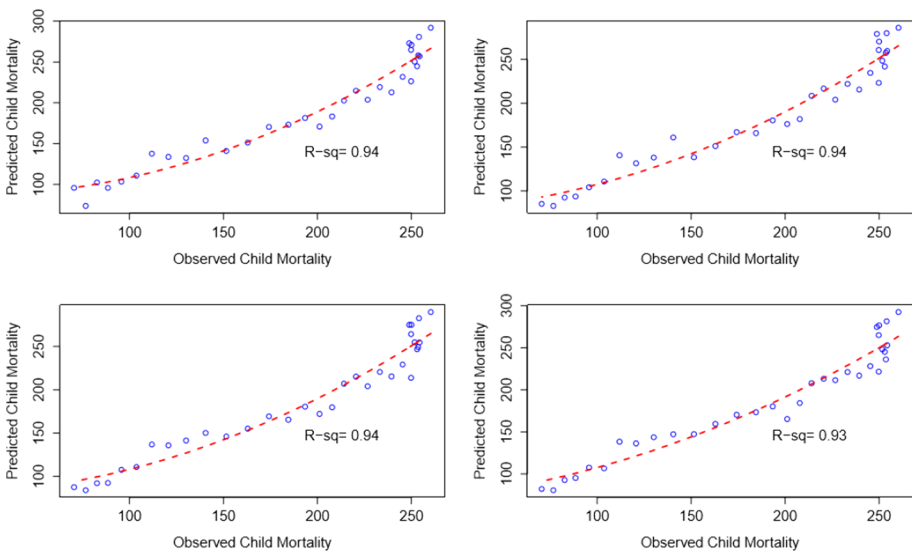 300
250
200
150
100
Predicted Child Mortality
R-sq= 0.94
100 150 200 250
Observed Child Mortality
250
200
150
100
Predicted Child Mortality
R-sq= 0.94
100 150 200 250
Observed Child Mortality
250
200
150
100
Predicted Child Mortality
R-sq= 0.94
100 150 200 250
Observed Child Mortality
300
250
200
150
100
Predicted Child Mortality
R-sq= 0.93
100 150 200 250
Observed Child Mortality